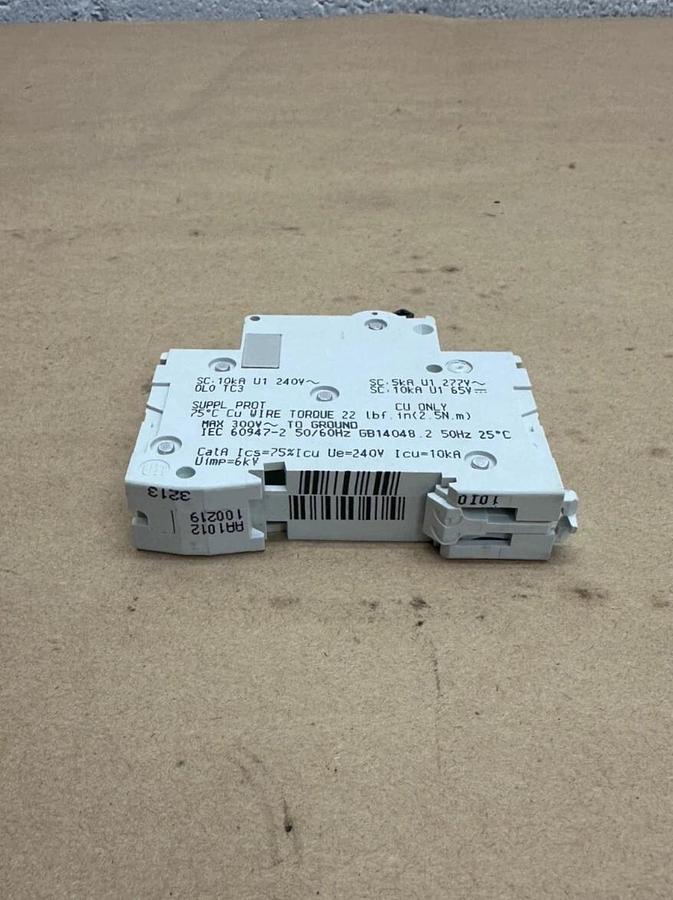 SC:10kA U1 240V~
OL0 TC3
SC:5kA U1 277V~
SC:10kA U1 65V⎓
SUPPL PROT
CU ONLY
75°C Cu WIRE TORQUE 22 lbf.in(2.5N.m)
MAX 300V~ TO GROUND
IEC 60947-2 50/60Hz GB14048.2 50Hz 25°C
CatA Ics=75%Icu Ue=240V Icu=10kA
Uimp=6kV
3213
AA1012
100219
1010